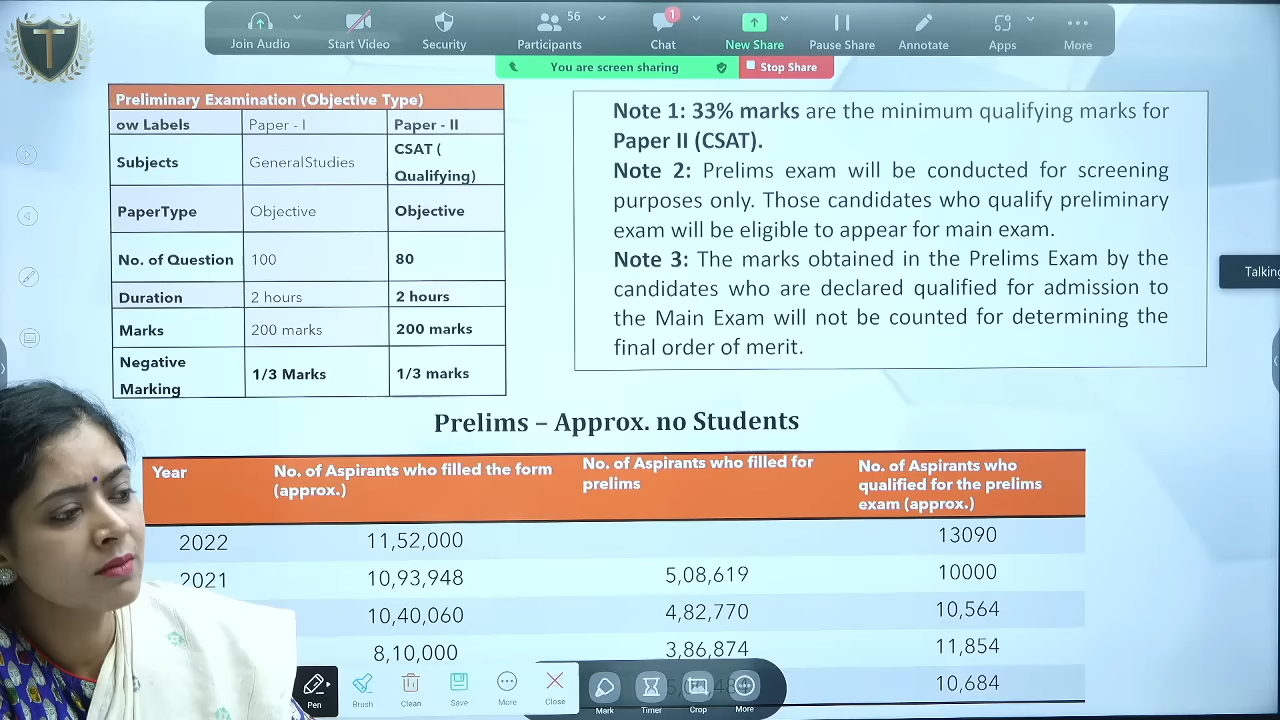 T
Join Audio
Start Video
Security
56
Participants
1
Chat
New Share
Pause Share
Annotate
Apps
More
You are screen sharing
Stop Share
Preliminary Examination (Objective Type)
ow Labels Paper - I Paper - II
Subjects GeneralStudies CSAT ( Qualifying)
PaperType Objective Objective
No. of Question 100 80
Duration 2 hours 2 hours
Marks 200 marks 200 marks
Negative Marking 1/3 Marks 1/3 marks
Note 1: 33% marks are the minimum qualifying marks for
Paper II (CSAT).
Note 2: Prelims exam will be conducted for screening
purposes only. Those candidates who qualify preliminary
exam will be eligible to appear for main exam.
Note 3: The marks obtained in the Prelims Exam by the
candidates who are declared qualified for admission to
the Main Exam will not be counted for determining the
final order of merit.
Talking
Prelims – Approx. no Students
Year No. of Aspirants who filled the form (approx.) No. of Aspirants who filled for prelims No. of Aspirants who qualified for the prelims exam (approx.)
2022 11,52,000 13090
2021 10,93,948 5,08,619 10000
10,40,060 4,82,770 10,564
8,10,000 3,86,874 11,854
10,684
Pen
Brush
Clean
Save
More
Close
Mark
Timer
Crop
More